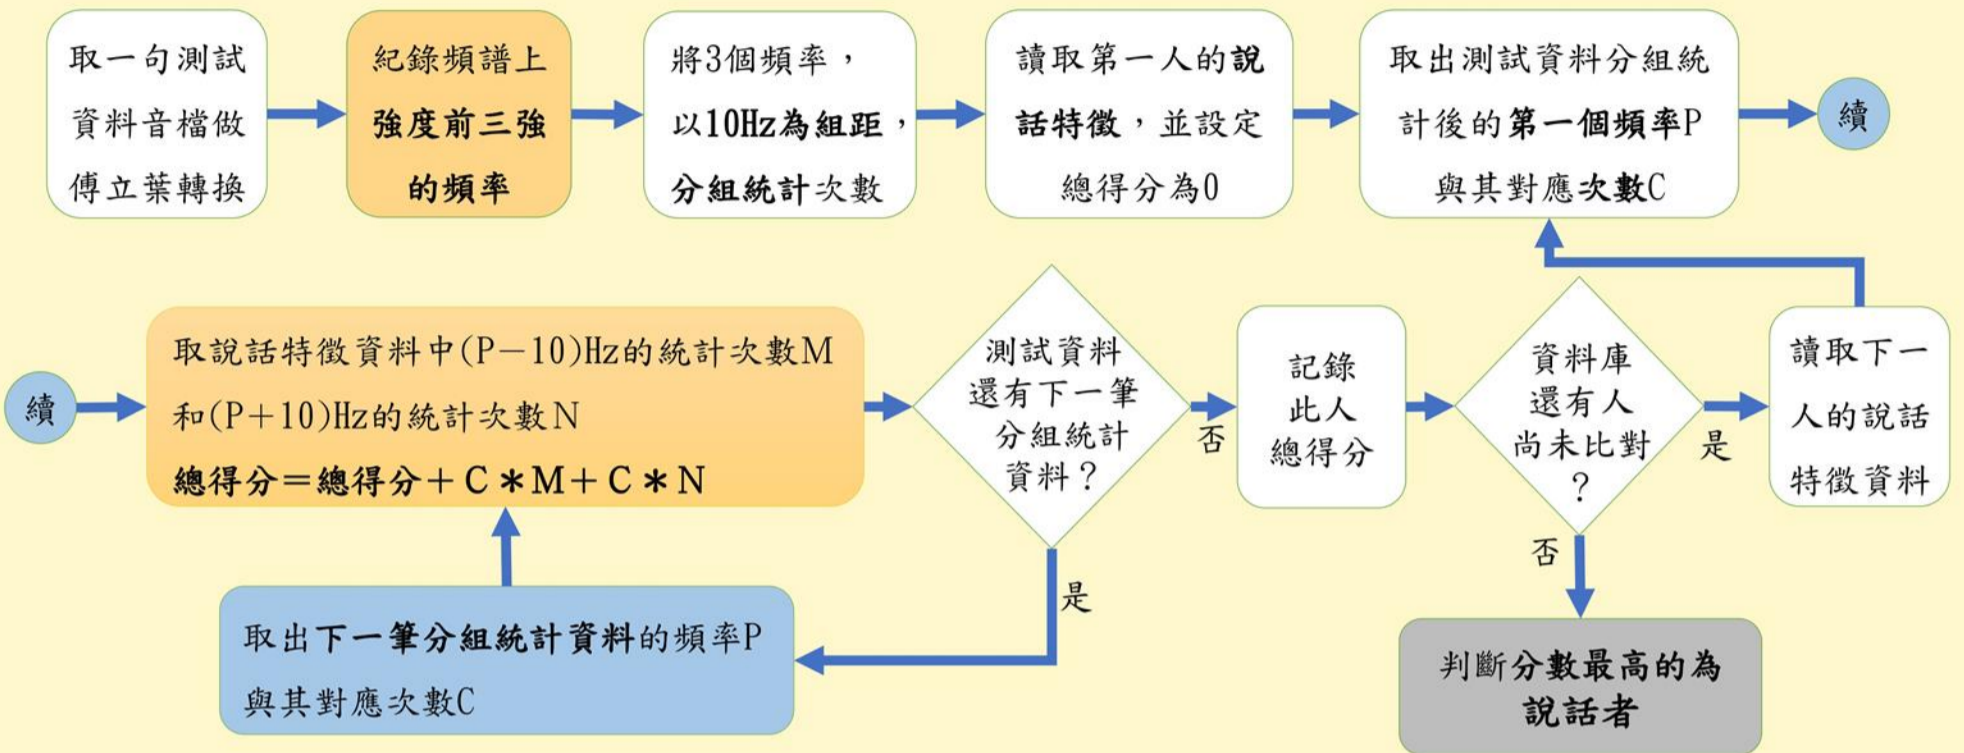 取一句測試
資料音檔做
傅立葉轉換
紀錄頻譜上
強度前三強
的頻率
將3個頻率，
以10Hz為組距，
分組統計次數
讀取第一人的說
話特徵，並設定
總得分為0
取出測試資料分組統
計後的第一個頻率P
與其對應次數C
續
續
取說話特徵資料中(P－10)Hz的統計次數M
和(P＋10)Hz的統計次數N
總得分＝總得分＋C＊M＋C＊N
測試資料
還有下一筆
分組統計
資料？
否
是
取出下一筆分組統計資料的頻率P
與其對應次數C
記錄
此人
總得分
資料庫
還有人
尚未比對
？
是
否
讀取下一
人的說話
特徵資料
判斷分數最高的為
說話者